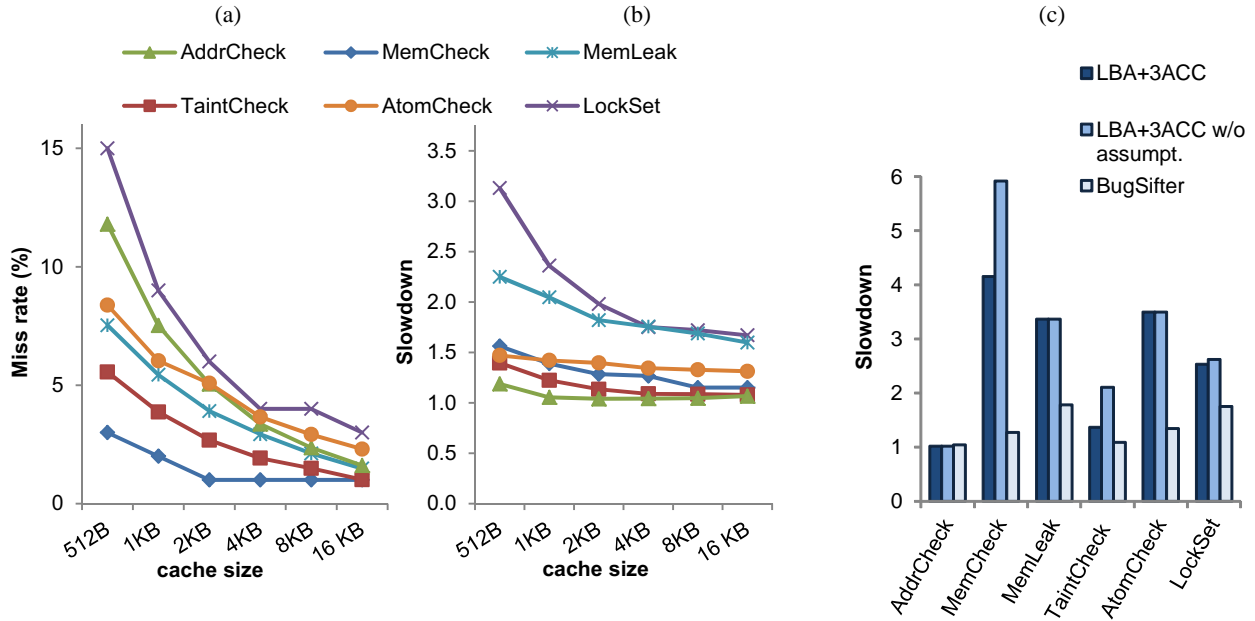 (a)
(b)
(c)
AddrCheck
MemCheck
MemLeak
TaintCheck
AtomCheck
LockSet
Miss rate (%)
15
10
5
0
512B
1KB
2KB
4KB
8KB
16 KB
cache size
Slowdown
3.5
3.0
2.5
2.0
1.5
1.0
0.5
0.0
512B
1KB
2KB
4KB
8KB
16 KB
cache size
LBA+3ACC
LBA+3ACC w/o
assumpt.
BugSifter
Slowdown
6
5
4
3
2
1
0
AddrCheck
MemCheck
MemLeak
TaintCheck
AtomCheck
LockSet